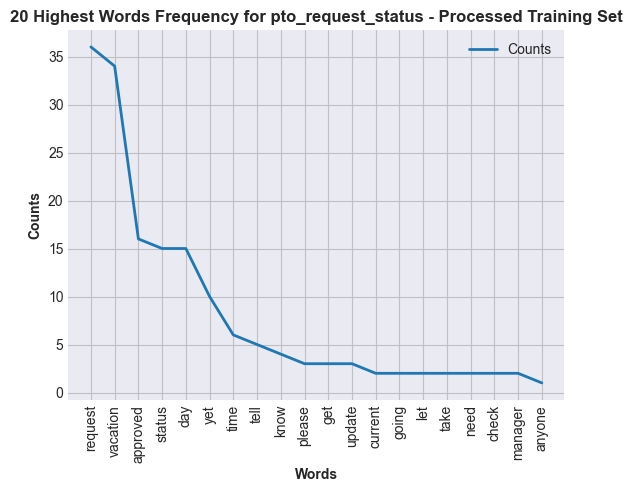 20 Highest Words Frequency for pto_request_status - Processed Training Set
Counts
Counts
35
30
25
20
15
10
5
0
request
vacation
approved
status
day
yet
time
tell
know
please
get
update
current
going
let
take
need
check
manager
anyone
Words